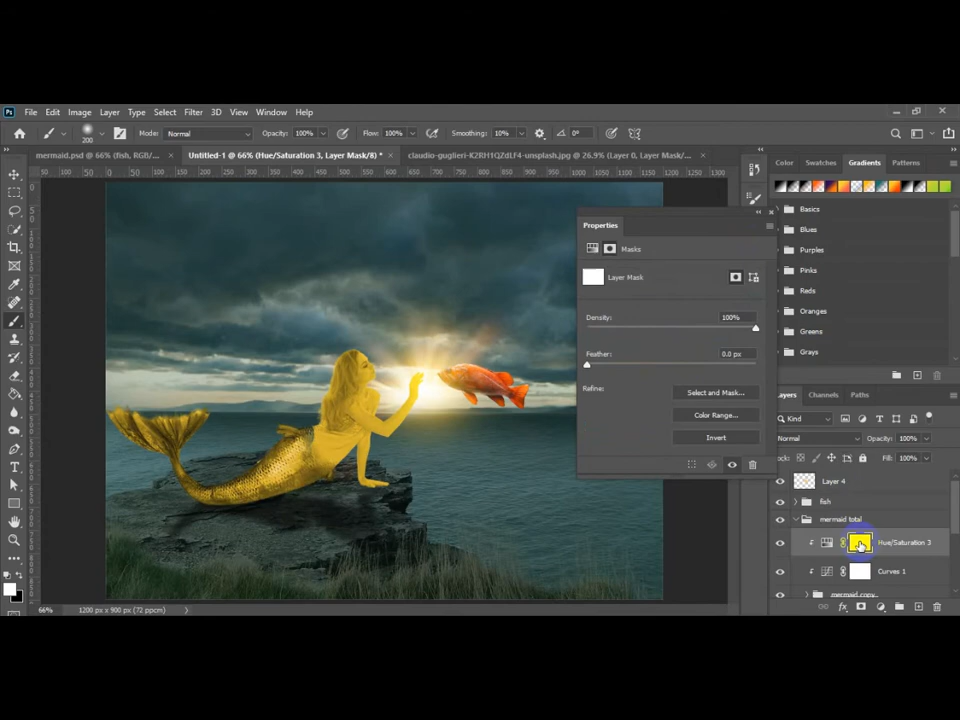 Ps File Edit Image Layer Type Select Filter 3D View Window Help
200 Mode: Normal Opacity: 100% Flow: 100% Smoothing: 10% 0°
mermaid.psd @ 66% (fish, RGB/... × Untitled-1 @ 66% (Hue/Saturation 3, Layer Mask/8) * × claudio-guglieri-K2RH1QZdLF4-unsplash.jpg @ 26.9% (Layer 0, Layer Mask/... ×
Color Swatches Gradients Patterns
Basics
Blues
Purples
Pinks
Reds
Oranges
Greens
Grays
Properties
Masks
Layer Mask
Density: 100%
Feather: 0.0 px
Refine: Select and Mask...
Color Range...
Invert
Layers Channels Paths
Kind
Normal Opacity: 100%
Fill: 100%
Layer 4
fish
mermaid total
Hue/Saturation 3
Curves 1
mermaid copy
66% 1200 px x 900 px (72 ppcm)